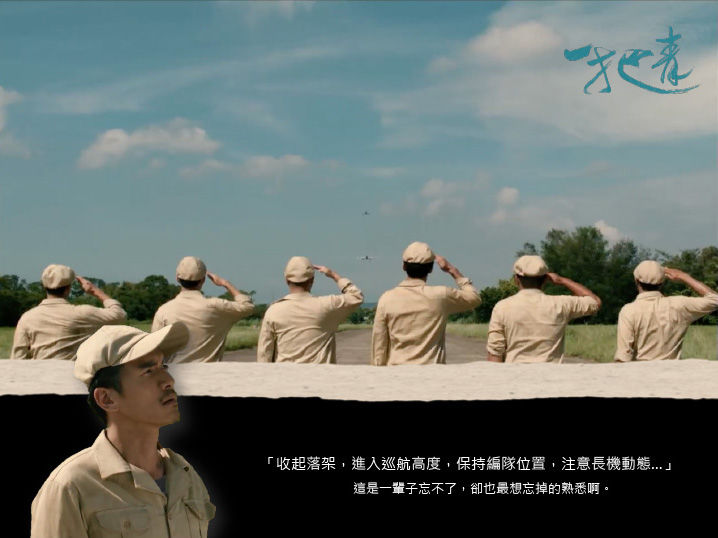 一把青
「收起落架，進入巡航高度，保持編隊位置，注意長機動態...」
這是一輩子忘不了，卻也最想忘掉的熟悉啊。